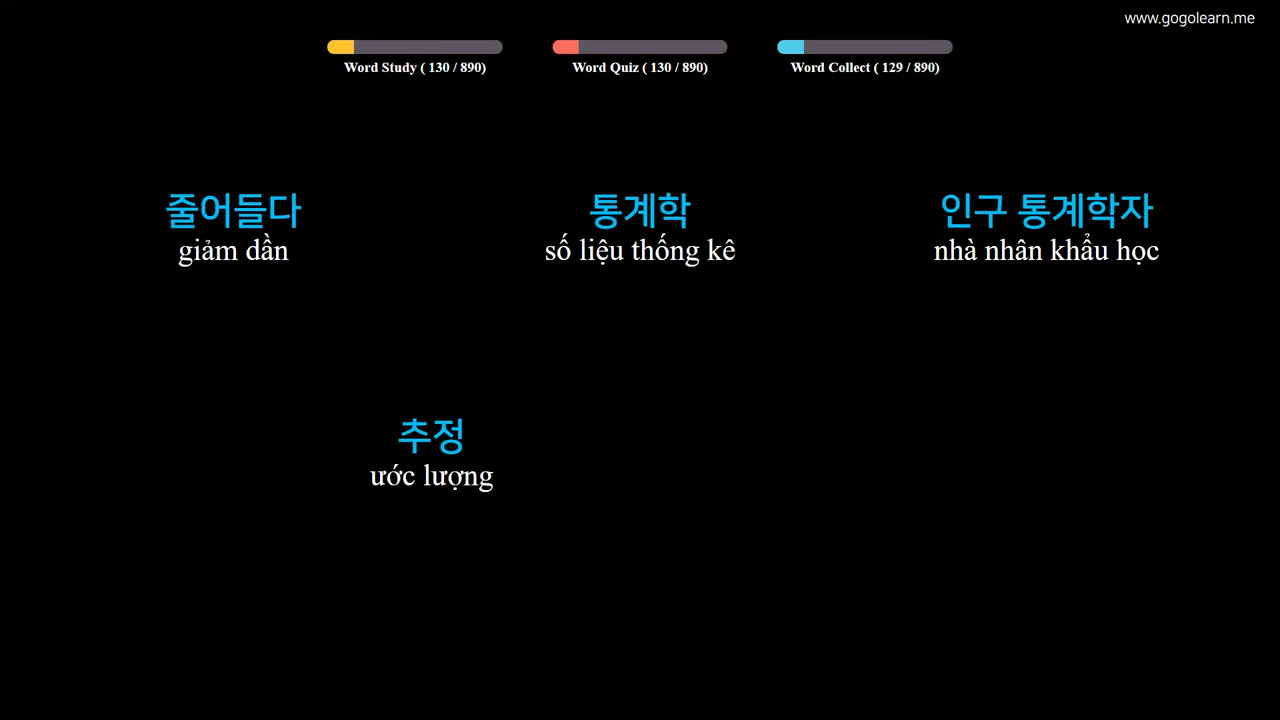 www.gogolearn.me
Word Study ( 130 / 890)
Word Quiz ( 130 / 890)
Word Collect ( 129 / 890)
줄어들다
giảm dần
통계학
số liệu thống kê
인구 통계학자
nhà nhân khẩu học
추정
ước lượng